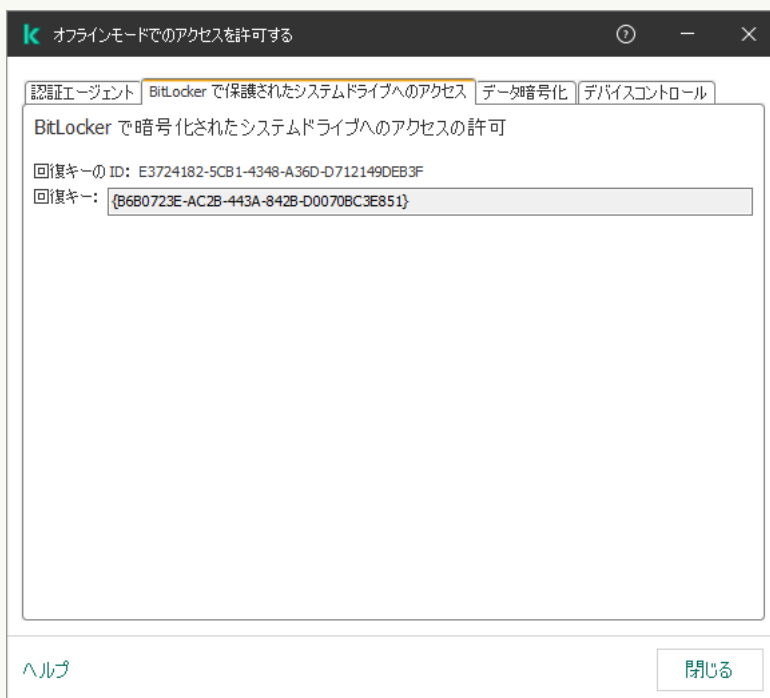 オフラインモードでのアクセスを許可する
認証エージェント BitLocker で保護されたシステムドライブへのアクセス データ暗号化 デバイスコントロール
BitLocker で暗号化されたシステムドライブへのアクセスの許可
回復キーの ID: E3724182-5CB1-4348-A36D-D712149DEB3F
回復キー: {B6B0723E-AC2B-443A-842B-D0070BC3E851}
ヘルプ 閉じる